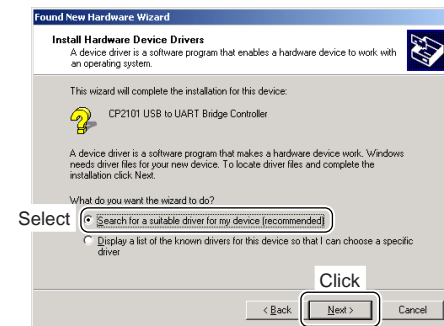 Found New Hardware Wizard
Install Hardware Device Drivers
A device driver is a software program that enables a hardware device to work with
an operating system.
This wizard will complete the installation for this device:
CP2101 USB to UART Bridge Controller
A device driver is a software program that makes a hardware device work. Windows
needs driver files for your new device. To locate driver files and complete the
installation click Next.
What do you want the wizard to do?
Select
Search for a suitable driver for my device (recommended)
Display a list of the known drivers for this device so that I can choose a specific
driver
Click
< Back
Next >
Cancel